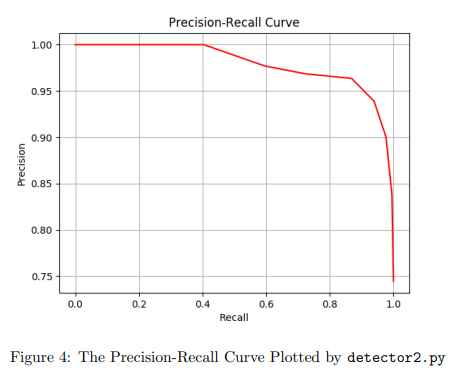 Precision-Recall Curve
1.00
0.95
0.90
0.85
0.80
0.75
Precision
0.0 0.2 0.4 0.6 0.8 1.0
Recall
Figure 4: The Precision-Recall Curve Plotted by detector2.py